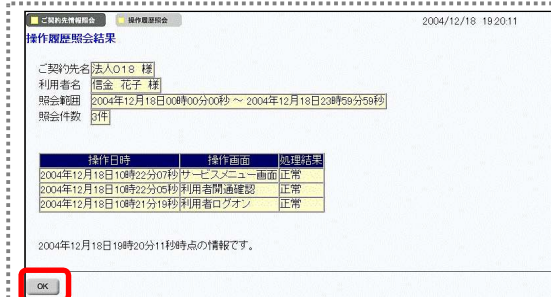 ご契約先情報照会 操作履歴照会 2004/12/18 19:20:11
操作履歴照会結果
ご契約先名 法人018 様
利用者名 信金 花子 様
照会範囲 2004年12月18日00時00分00秒 ～ 2004年12月18日23時59分59秒
照会件数 3件
操作日時 操作画面 処理結果
2004年12月18日10時22分07秒 サービスメニュー画面 正常
2004年12月18日10時22分05秒 利用者開通確認 正常
2004年12月18日10時21分19秒 利用者ログオン 正常
2004年12月18日19時20分11秒時点の情報です。
OK